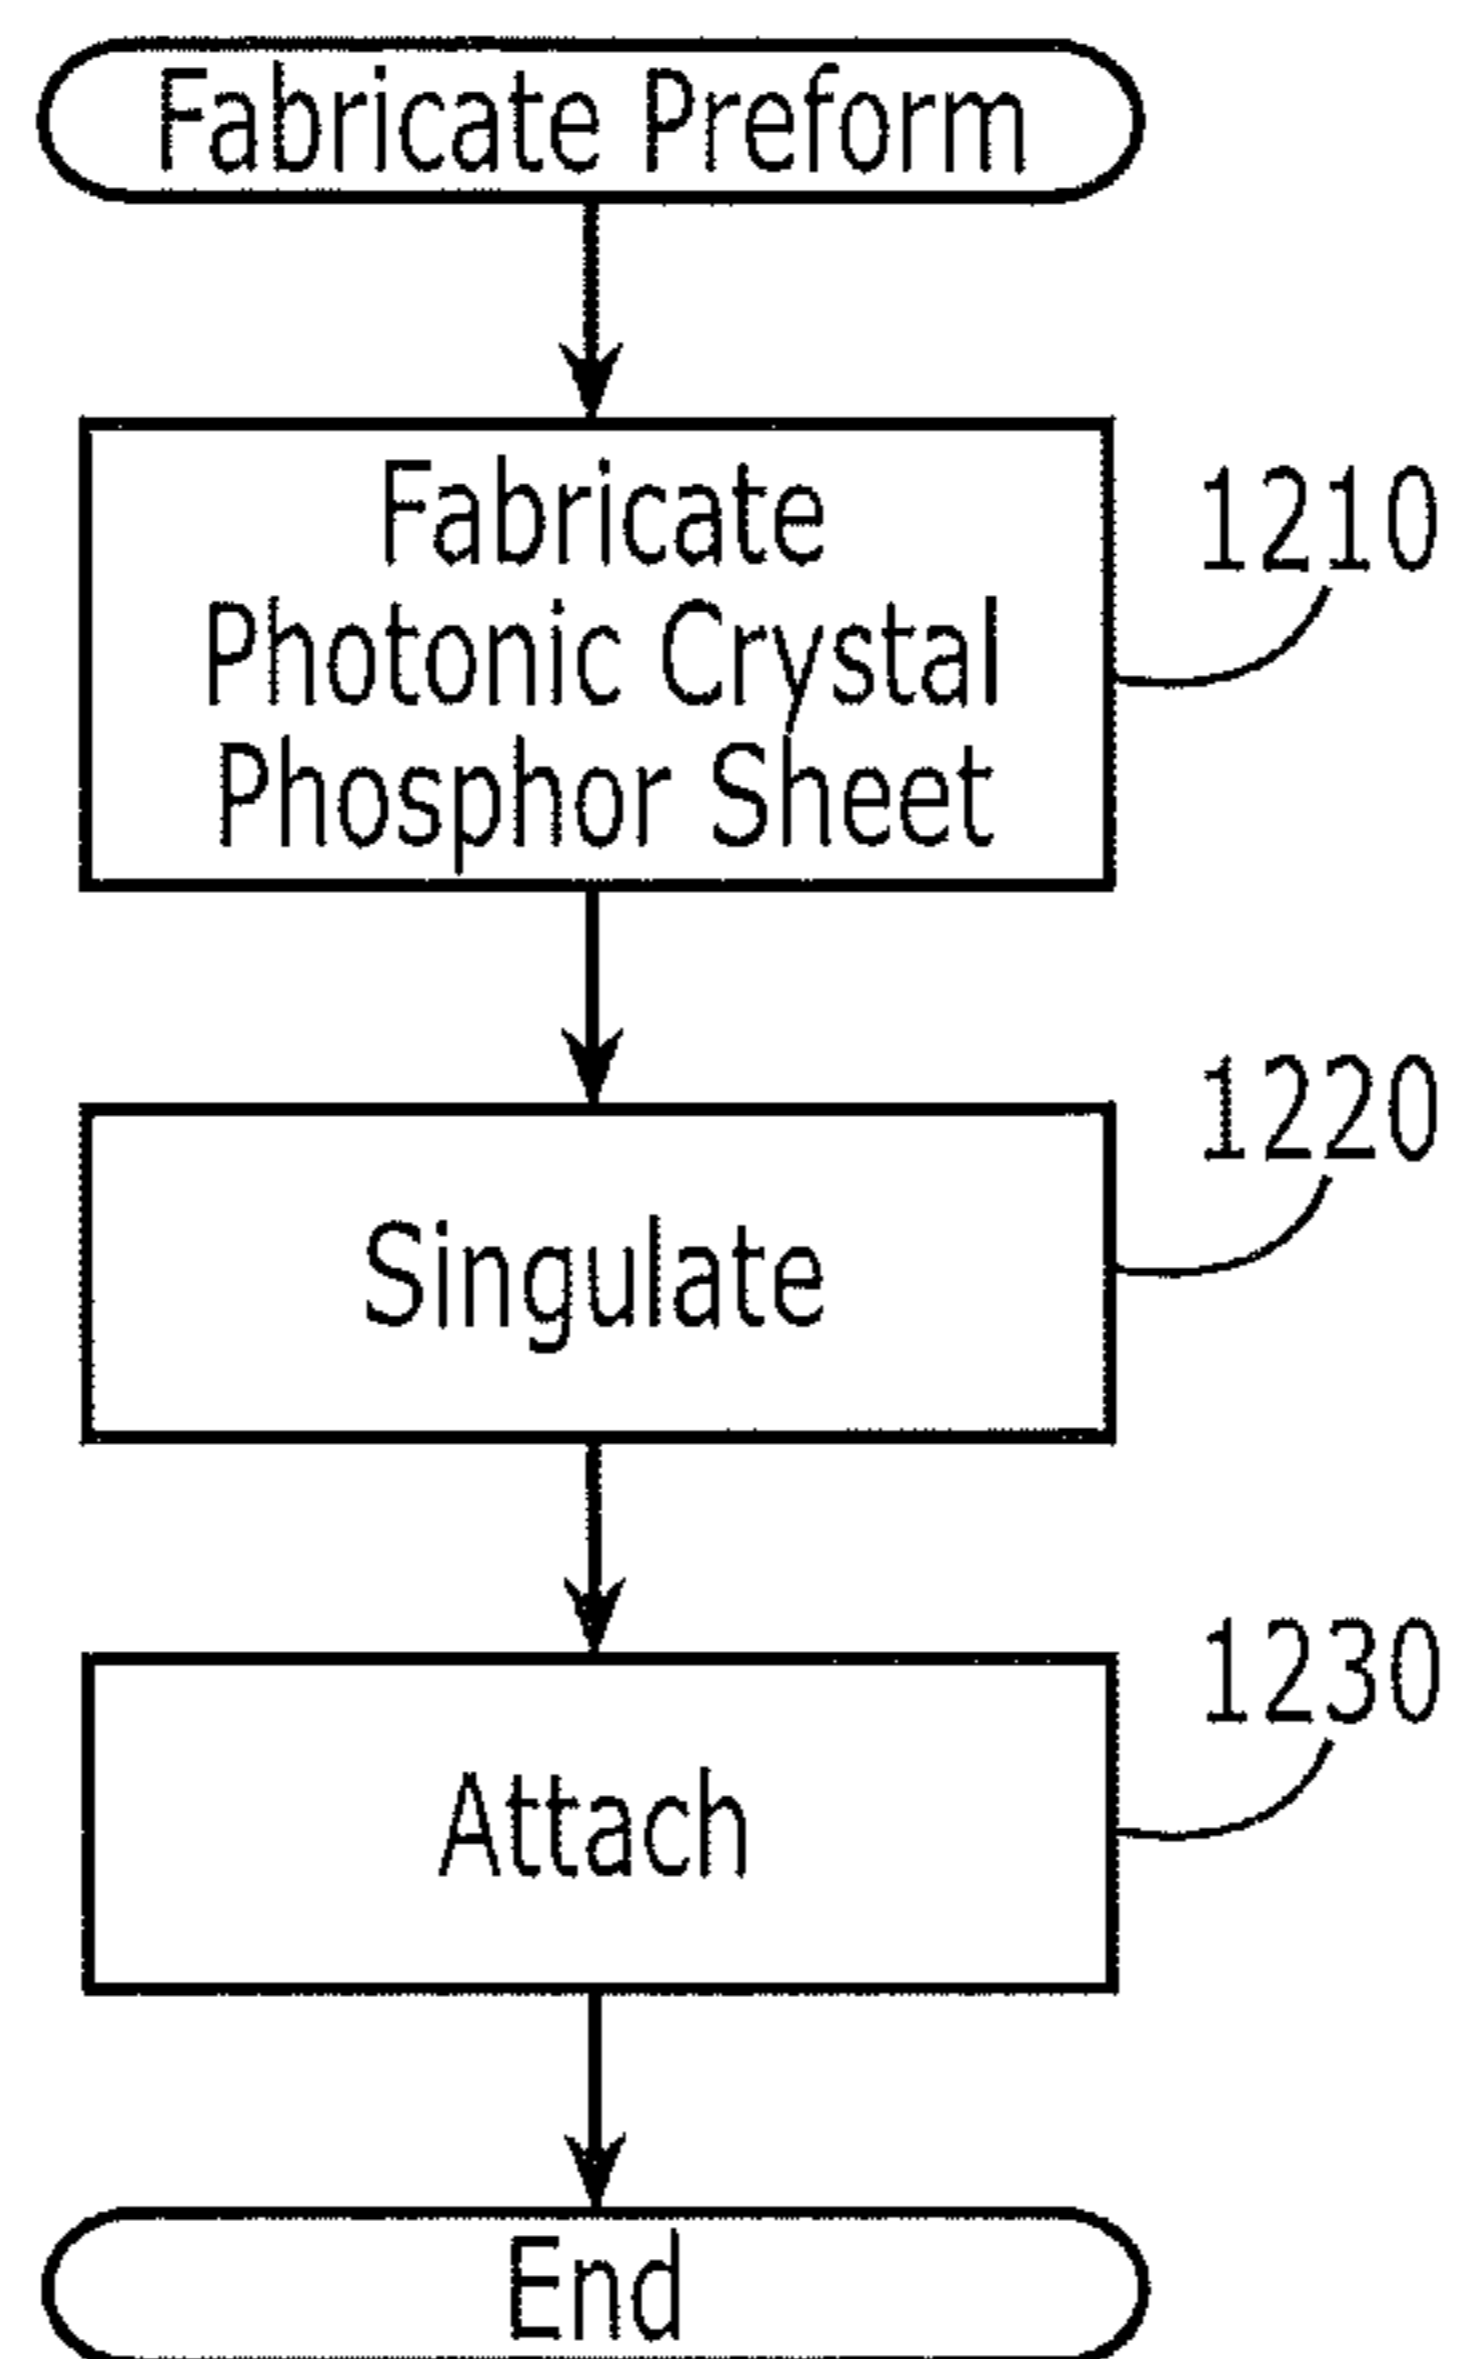 Fabricate Preform
Fabricate
Photonic Crystal
Phosphor Sheet
1210
Singulate
1220
Attach
1230
End